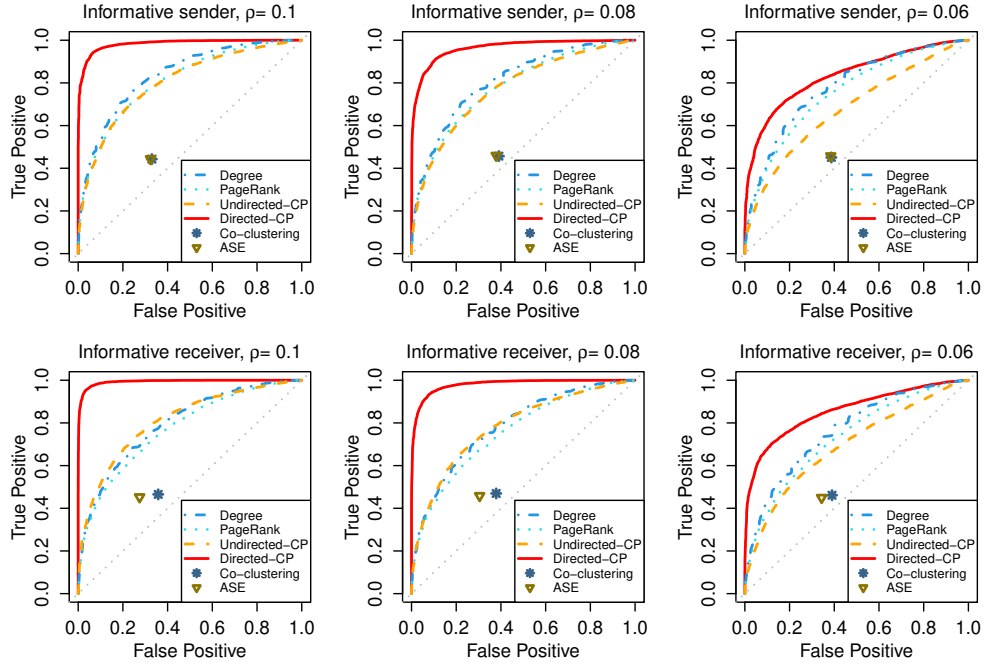 Informative sender, ρ= 0.1
True Positive
0.0 0.2 0.4 0.6 0.8 1.0
Degree
PageRank
Undirected−CP
Directed−CP
Co−clustering
ASE
0.0 0.2 0.4 0.6 0.8 1.0
False Positive
Informative sender, ρ= 0.08
True Positive
0.0 0.2 0.4 0.6 0.8 1.0
Degree
PageRank
Undirected−CP
Directed−CP
Co−clustering
ASE
0.0 0.2 0.4 0.6 0.8 1.0
False Positive
Informative sender, ρ= 0.06
True Positive
0.0 0.2 0.4 0.6 0.8 1.0
Degree
PageRank
Undirected−CP
Directed−CP
Co−clustering
ASE
0.0 0.2 0.4 0.6 0.8 1.0
False Positive
Informative receiver, ρ= 0.1
True Positive
0.0 0.2 0.4 0.6 0.8 1.0
Degree
PageRank
Undirected−CP
Directed−CP
Co−clustering
ASE
0.0 0.2 0.4 0.6 0.8 1.0
False Positive
Informative receiver, ρ= 0.08
True Positive
0.0 0.2 0.4 0.6 0.8 1.0
Degree
PageRank
Undirected−CP
Directed−CP
Co−clustering
ASE
0.0 0.2 0.4 0.6 0.8 1.0
False Positive
Informative receiver, ρ= 0.06
True Positive
0.0 0.2 0.4 0.6 0.8 1.0
Degree
PageRank
Undirected−CP
Directed−CP
Co−clustering
ASE
0.0 0.2 0.4 0.6 0.8 1.0
False Positive